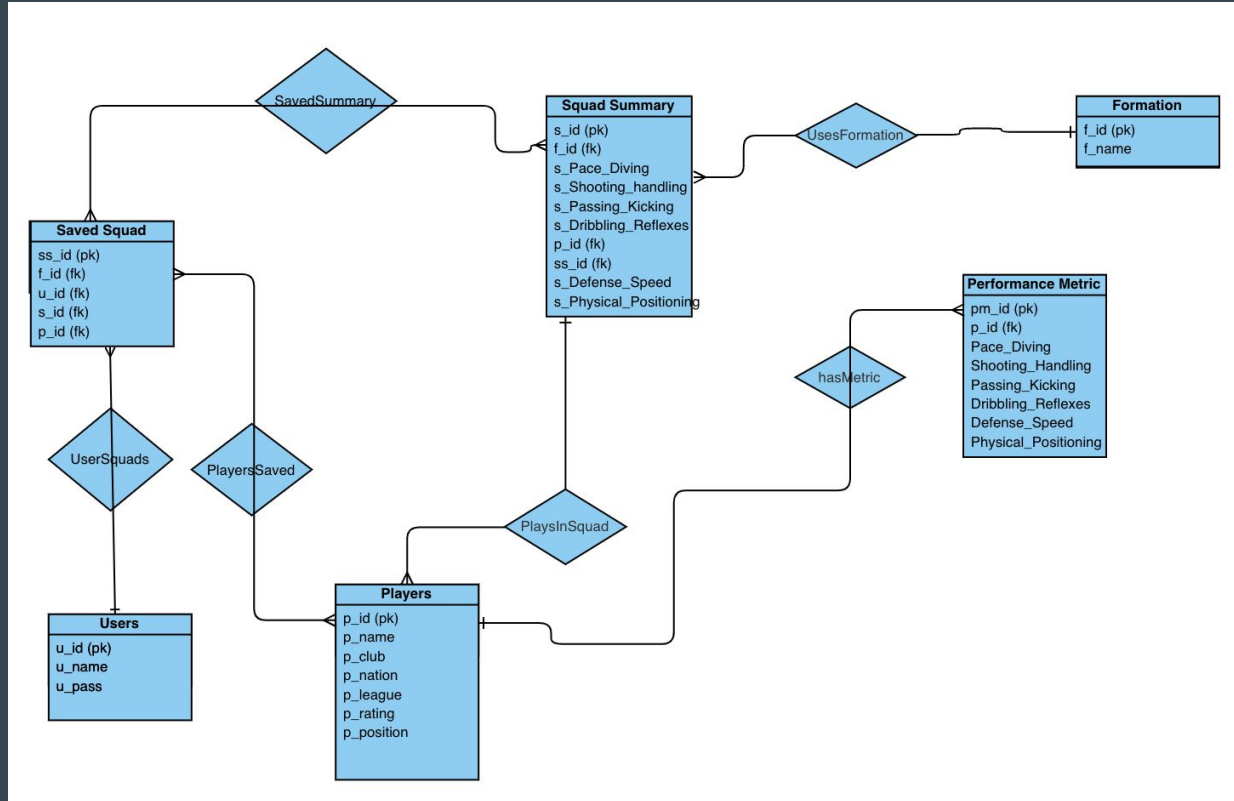 SavedSummary
Squad Summary
s_id (pk)
f_id (fk)
s_Pace_Diving
s_Shooting_handling
s_Passing_Kicking
s_Dribbling_Reflexes
p_id (fk)
ss_id (fk)
s_Defense_Speed
s_Physical_Positioning
UsesFormation
Formation
f_id (pk)
f_name
Saved Squad
ss_id (pk)
f_id (fk)
u_id (fk)
s_id (fk)
p_id (fk)
Performance Metric
pm_id (pk)
p_id (fk)
Pace_Diving
Shooting_Handling
Passing_Kicking
Dribbling_Reflexes
Defense_Speed
Physical_Positioning
hasMetric
UserSquads
PlayersSaved
PlaysInSquad
Users
u_id (pk)
u_name
u_pass
Players
p_id (pk)
p_name
p_club
p_nation
p_league
p_rating
p_position